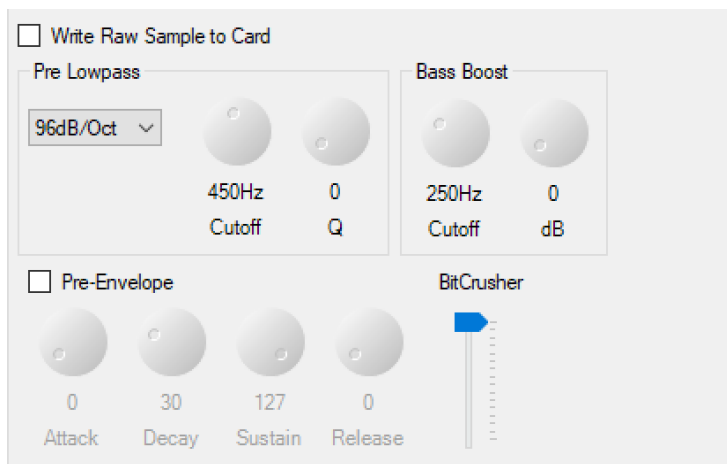 Write Raw Sample to Card
Pre Lowpass
96dB/Oct
450Hz 0
Cutoff Q
Bass Boost
250Hz 0
Cutoff dB
Pre-Envelope
0 30 127 0
Attack Decay Sustain Release
BitCrusher